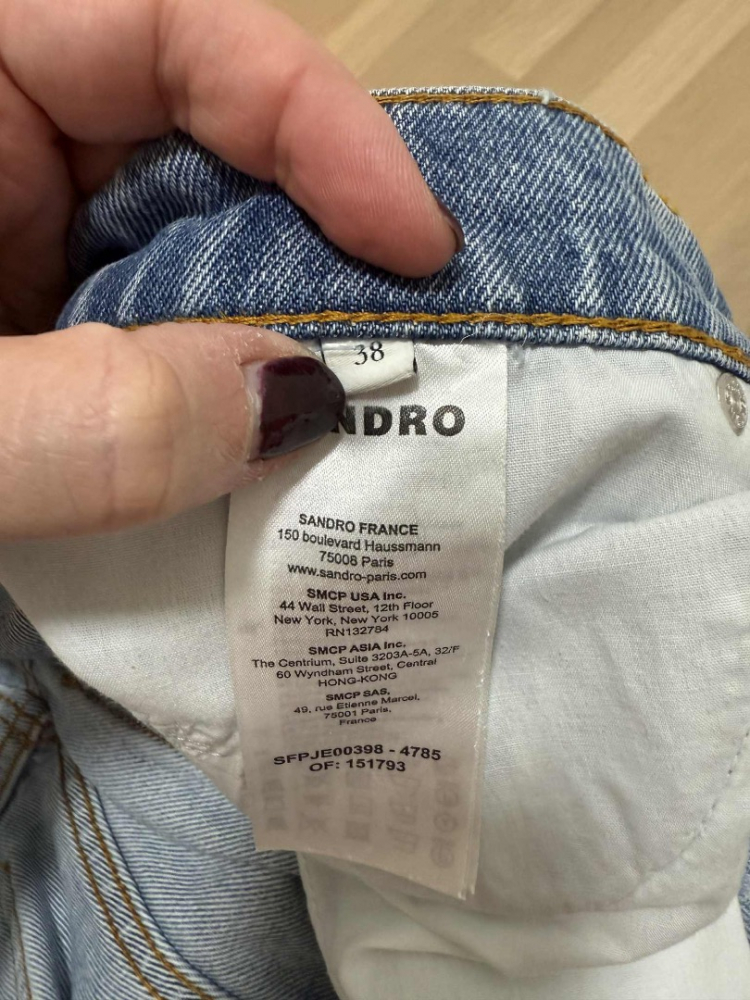 38
NDRO
SANDRO FRANCE
150 boulevard Haussmann
75008 Paris
www.sandro-paris.com
SMCP USA Inc.
44 Wall Street, 12th Floor
New York, New York 10005
RN132784
SMCP ASIA Inc.
The Centrium, Suite 3203A-5A, 32/F
60 Wyndham Street, Central
HONG-KONG
SMCP SAS,
49, rue Etienne Marcel,
75001 Paris,
France
SFPJE00398 - 4785
OF: 151793